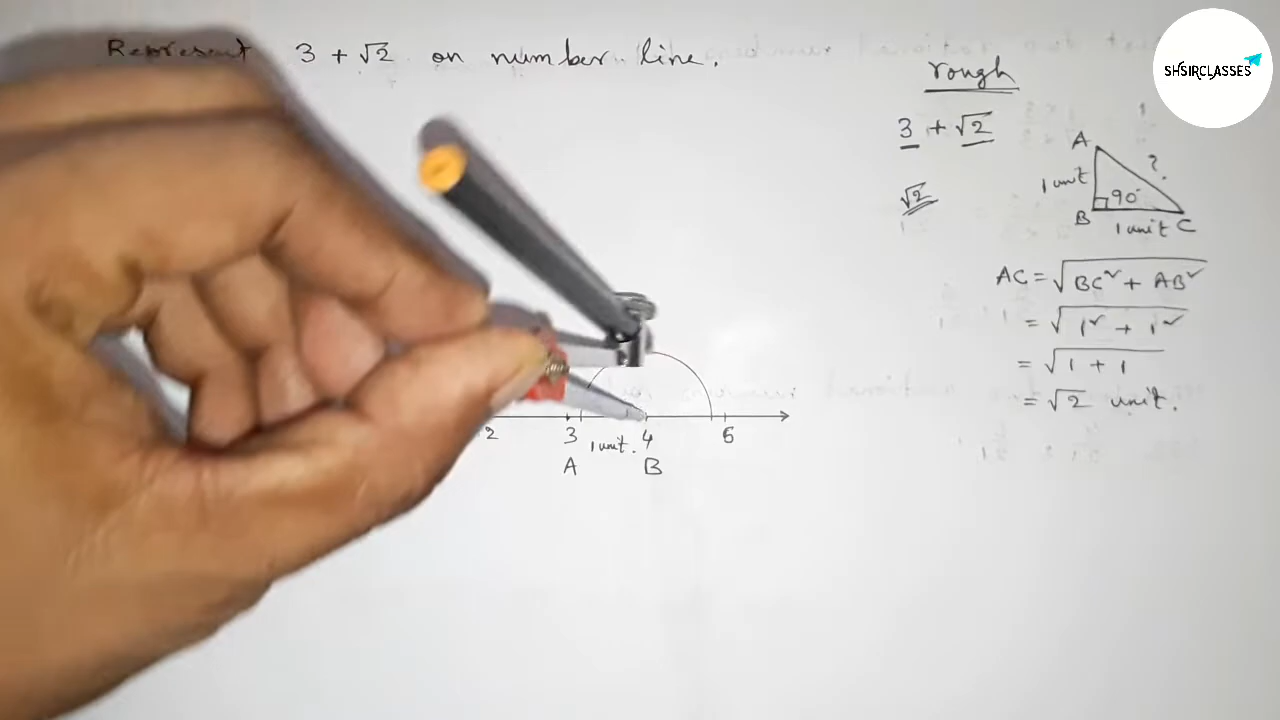 Represent 3 + √2 on number line.
SHSIRCLASSES
rough
3 + √2
√2
A
1 unit
?
90°
B
1 unit C
AC = √BC² + AB²
= √1² + 1²
= √1 + 1
= √2 unit.
2 3 1 unit. 4 6
A B